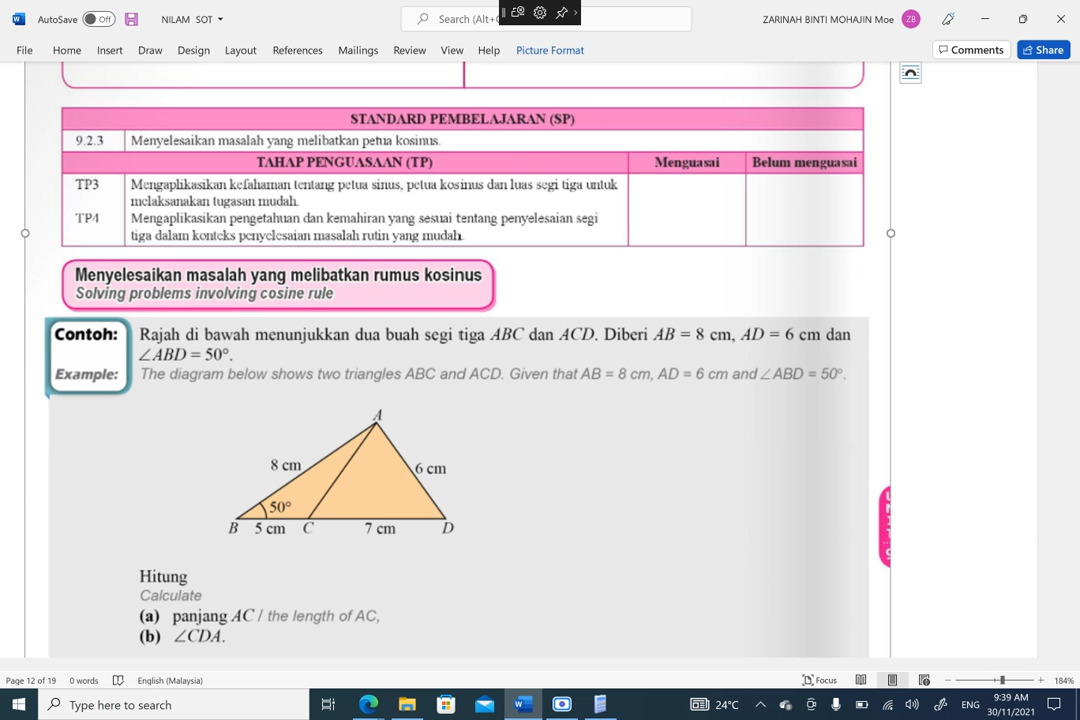 AutoSave Off NILAM SOT Search (Alt+ ZARINAH BINTI MOHAJIN Moe ZB
File Home Insert Draw Design Layout References Mailings Review View Help Picture Format Comments Share
STANDARD PEMBELAJARAN (SP)
9.2.3 Menyelesaikan masalah yang melibatkan petua kosinus.
TAHAP PENGUASAAN (TP) Menguasai Belum menguasai
TP3 Mengaplikasikan kefahaman tentang petua sinus, petua kosinus dan luas segi tiga untuk
melaksanakan tugasan mudah.
TP4 Mengaplikasikan pengetahuan dan kemahiran yang sesuai tentang penyelesaian segi
tiga dalam konteks penyelesaian masalah rutin yang mudah.
Menyelesaikan masalah yang melibatkan rumus kosinus
Solving problems involving cosine rule
Contoh: Rajah di bawah menunjukkan dua buah segi tiga ABC dan ACD. Diberi AB = 8 cm, AD = 6 cm dan
∠ABD = 50°.
Example: The diagram below shows two triangles ABC and ACD. Given that AB = 8 cm, AD = 6 cm and ∠ABD = 50°.
A
8 cm 6 cm
50°
B 5 cm C 7 cm D
Hitung
Calculate
(a) panjang AC / the length of AC,
(b) ∠CDA.
Page 12 of 19 0 words English (Malaysia) Focus 184%
Type here to search 24°C ENG 9:39 AM
30/11/2021